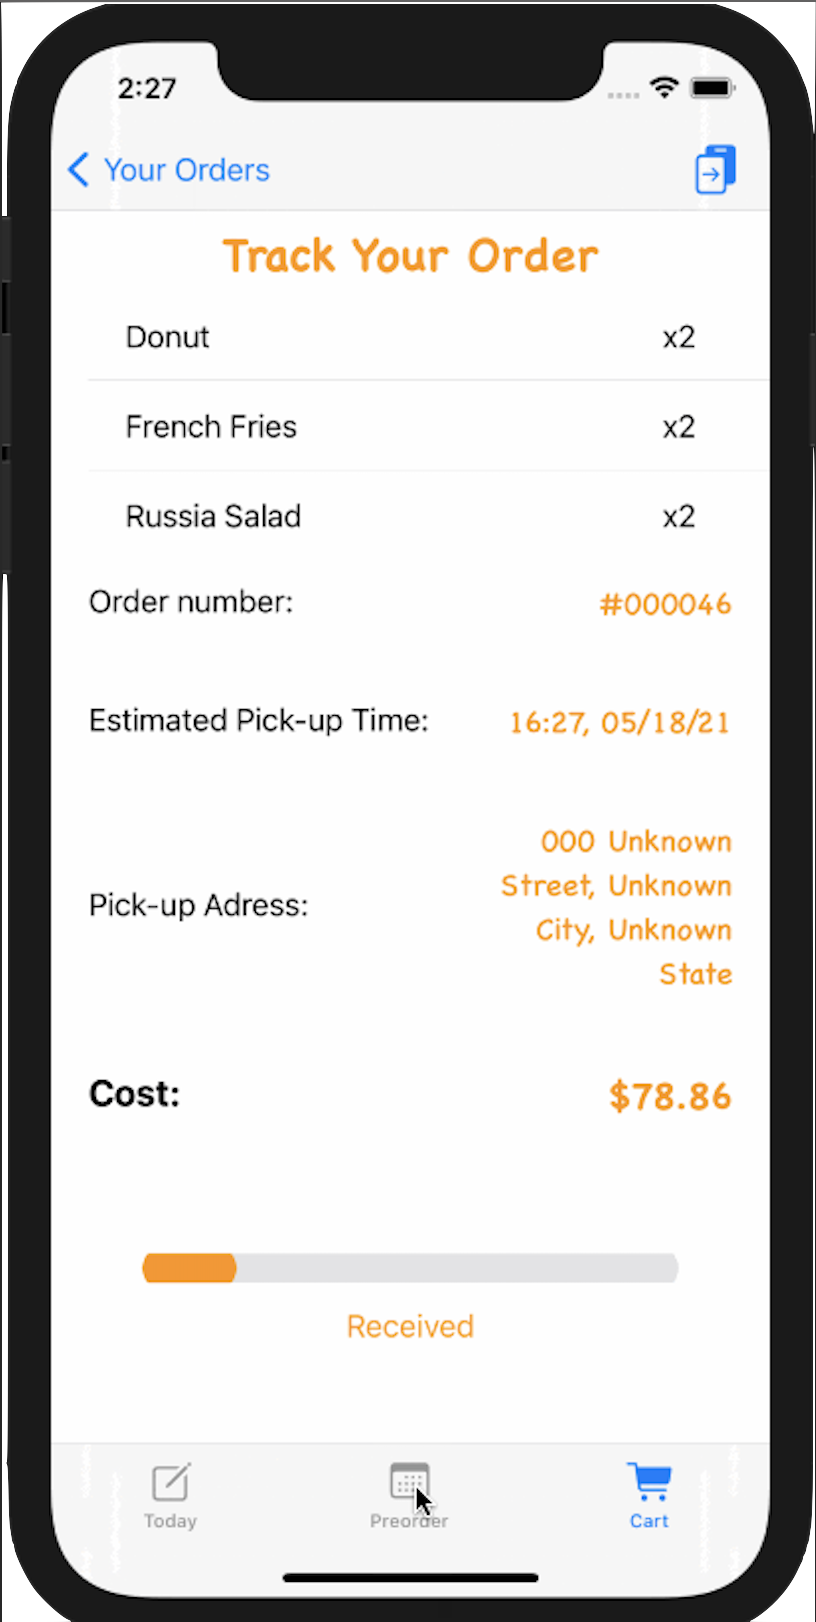 2:27
Your Orders
Track Your Order
Donut x2
French Fries x2
Russia Salad x2
Order number: #000046
Estimated Pick-up Time: 16:27, 05/18/21
000 Unknown
Street, Unknown
Pick-up Adress:
City, Unknown
State
Cost: $78.86
Received
Today Preorder Cart